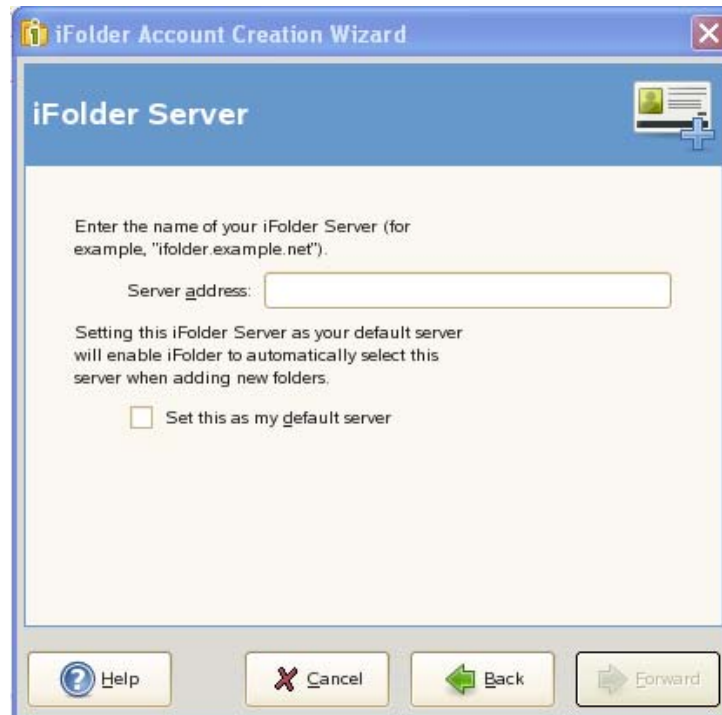 iFolder Account Creation Wizard
iFolder Server
Enter the name of your iFolder Server (for
example, "ifolder.example.net").
Server address:
Setting this iFolder Server as your default server
will enable iFolder to automatically select this
server when adding new folders.
Set this as my default server
Help Cancel Back Forward